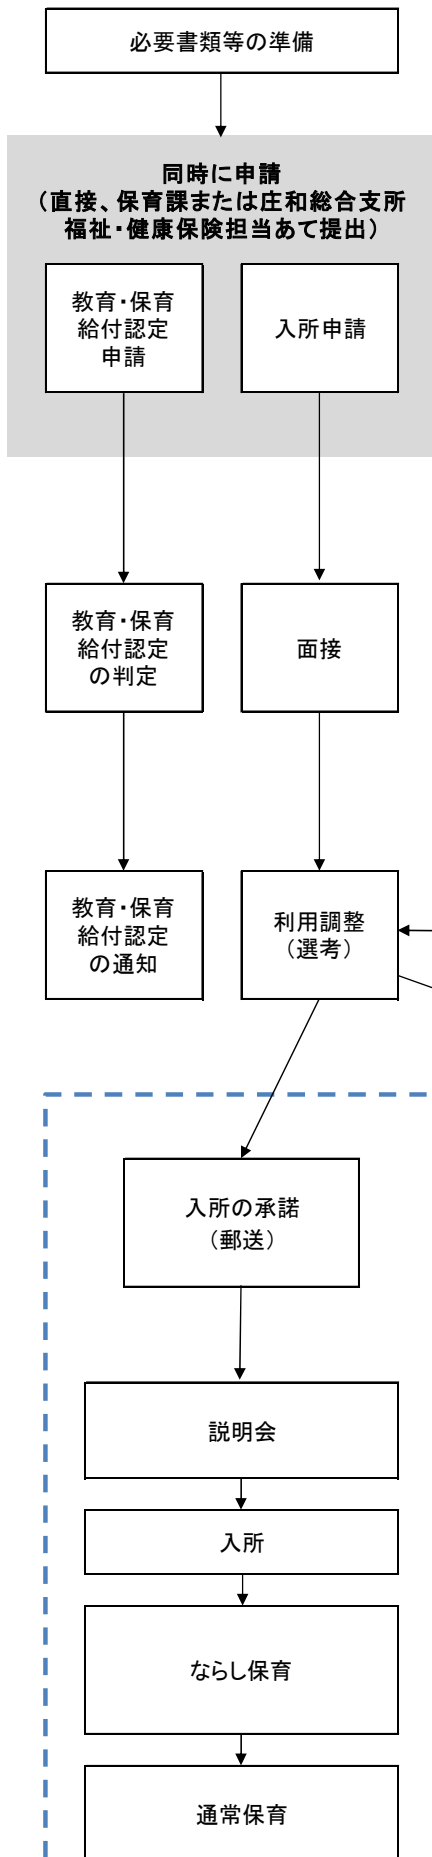 必要書類等の準備
同時に申請
（直接、保育課または庄和総合支所
福祉・健康保険担当あて提出）
教育・保育
給付認定
申請
入所申請
教育・保育
給付認定
の判定
面接
教育・保育
給付認定
の通知
利用調整
（選考）
入所の承諾
（郵送）
説明会
入所
ならし保育
通常保育